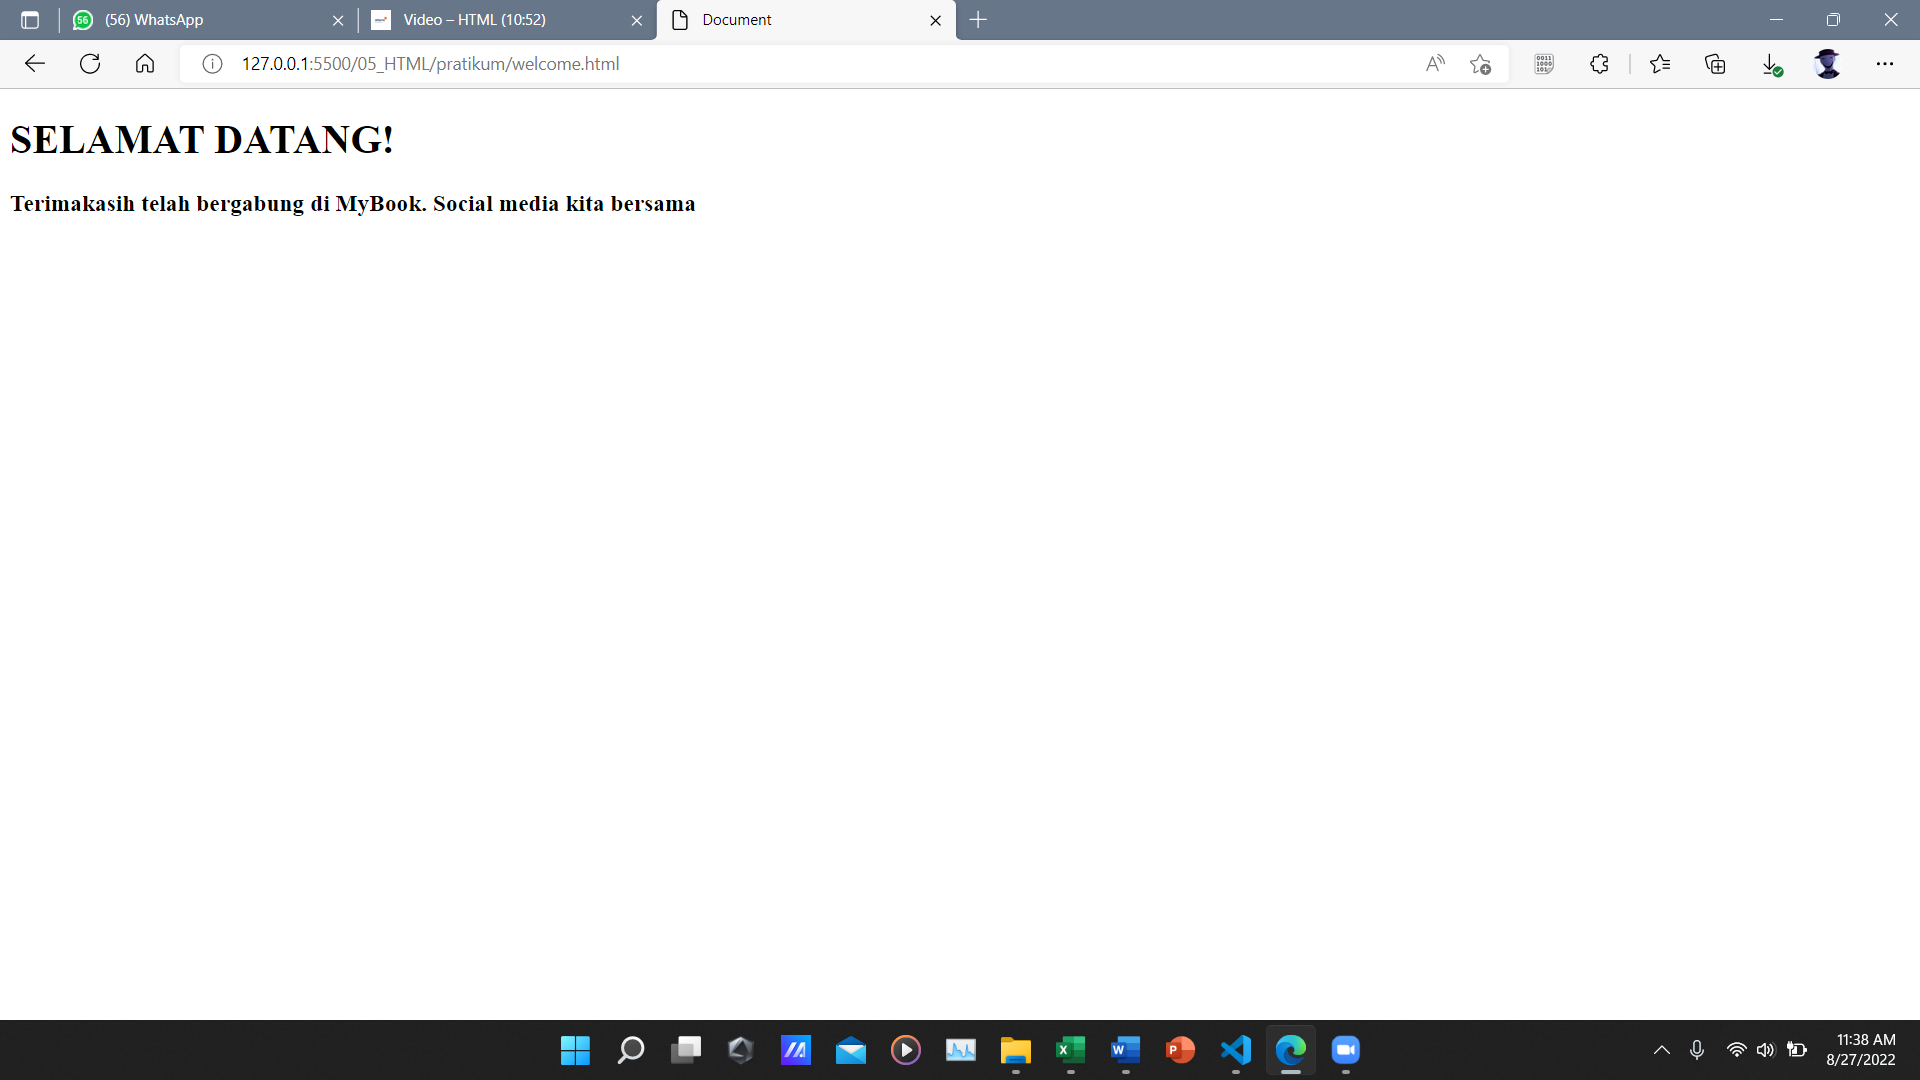 56
(56) WhatsApp
Video – HTML (10:52)
Document
127.0.0.1:5500/05_HTML/pratikum/welcome.html
SELAMAT DATANG!
Terimakasih telah bergabung di MyBook. Social media kita bersama
11:38 AM
8/27/2022